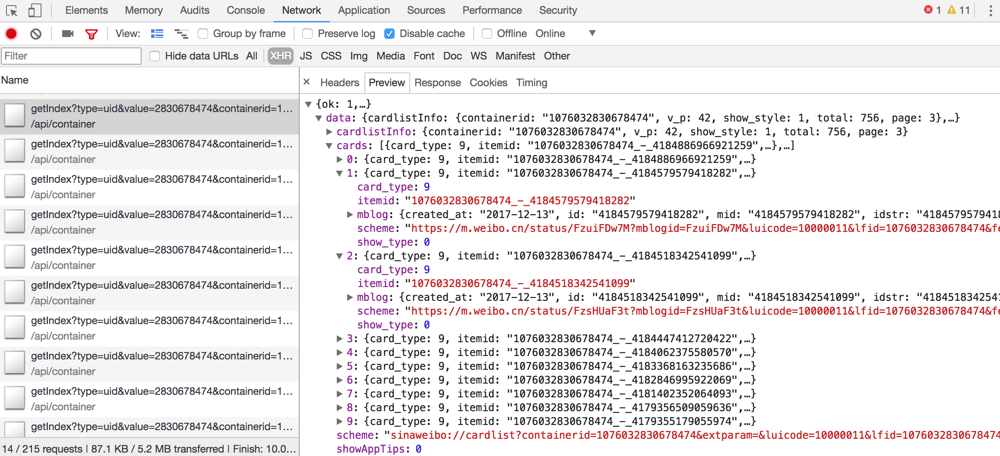 Elements Memory Audits Console Network Application Sources Performance Security 1 11
View: Group by frame Preserve log Disable cache Offline Online
Filter Hide data URLs All XHR JS CSS Img Media Font Doc WS Manifest Other
Name
getIndex?type=uid&value=2830678474&containerid=1...
/api/container
getIndex?type=uid&value=2830678474&containerid=1...
/api/container
getIndex?type=uid&value=2830678474&containerid=1...
/api/container
getIndex?type=uid&value=2830678474&containerid=1...
/api/container
getIndex?type=uid&value=2830678474&containerid=1...
/api/container
getIndex?type=uid&value=2830678474&containerid=1...
/api/container
getIndex?type=uid&value=2830678474&containerid=1...
/api/container
getIndex?type=uid&value=2830678474&containerid=1...
/api/container
getIndex?type=uid&value=2830678474&containerid=1...
/api/container
getIndex?type=uid&value=2830678474&containerid=1...
14 / 215 requests | 87.1 KB / 5.2 MB transferred | Finish: 10.0...
× Headers Preview Response Cookies Timing
▼ {ok: 1,…}
▼ data: {cardlistInfo: {containerid: "1076032830678474", v_p: 42, show_style: 1, total: 756, page: 3},…}
▶ cardlistInfo: {containerid: "1076032830678474", v_p: 42, show_style: 1, total: 756, page: 3}
▼ cards: [{card_type: 9, itemid: "1076032830678474_-_4184886966921259",…},…]
▶ 0: {card_type: 9, itemid: "1076032830678474_-_4184886966921259",…}
▼ 1: {card_type: 9, itemid: "1076032830678474_-_4184579579418282",…}
card_type: 9
itemid: "1076032830678474_-_4184579579418282"
▶ mblog: {created_at: "2017-12-13", id: "4184579579418282", mid: "4184579579418282", idstr: "4184579579418
scheme: "https://m.weibo.cn/status/FzuiFDw7M?mblogid=FzuiFDw7M&luicode=10000011&lfid=1076032830678474&fe
show_type: 0
▼ 2: {card_type: 9, itemid: "1076032830678474_-_4184518342541099",…}
card_type: 9
itemid: "1076032830678474_-_4184518342541099"
▶ mblog: {created_at: "2017-12-13", id: "4184518342541099", mid: "4184518342541099", idstr: "4184518342541
scheme: "https://m.weibo.cn/status/FzsHUaF3t?mblogid=FzsHUaF3t&luicode=10000011&lfid=1076032830678474&fe
show_type: 0
▶ 3: {card_type: 9, itemid: "1076032830678474_-_4184447412720422",…}
▶ 4: {card_type: 9, itemid: "1076032830678474_-_4184062375580570",…}
▶ 5: {card_type: 9, itemid: "1076032830678474_-_4183368163235686",…}
▶ 6: {card_type: 9, itemid: "1076032830678474_-_4182846995922069",…}
▶ 7: {card_type: 9, itemid: "1076032830678474_-_4181402352064093",…}
▶ 8: {card_type: 9, itemid: "1076032830678474_-_4179356509059636",…}
▶ 9: {card_type: 9, itemid: "1076032830678474_-_4179355179055974",…}
scheme: "sinaweibo://cardlist?containerid=1076032830678474&extparam=&luicode=10000011&lfid=1076032830678474
showAppTips: 0